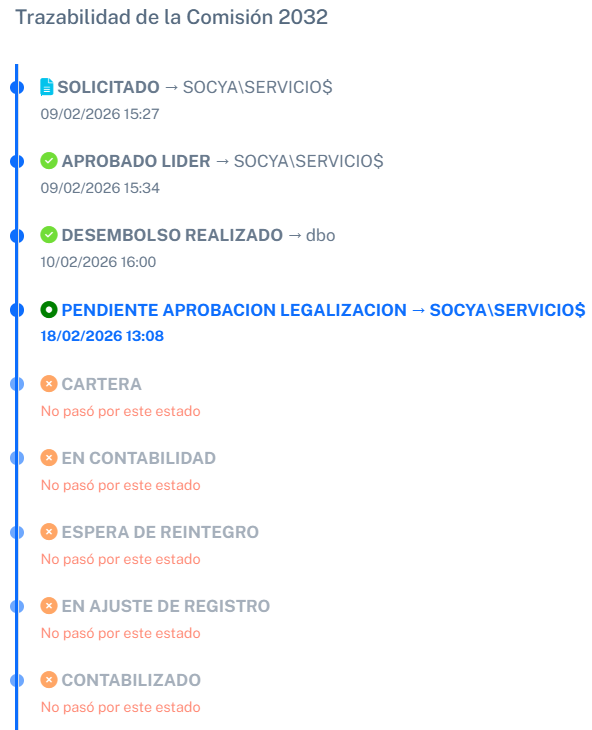 Trazabilidad de la Comisión 2032
SOLICITADO → SOCYA\SERVICIO$
09/02/2026 15:27
APROBADO LIDER → SOCYA\SERVICIO$
09/02/2026 15:34
DESEMBOLSO REALIZADO → dbo
10/02/2026 16:00
PENDIENTE APROBACION LEGALIZACION → SOCYA\SERVICIO$
18/02/2026 13:08
CARTERA
No pasó por este estado
EN CONTABILIDAD
No pasó por este estado
ESPERA DE REINTEGRO
No pasó por este estado
EN AJUSTE DE REGISTRO
No pasó por este estado
CONTABILIZADO
No pasó por este estado